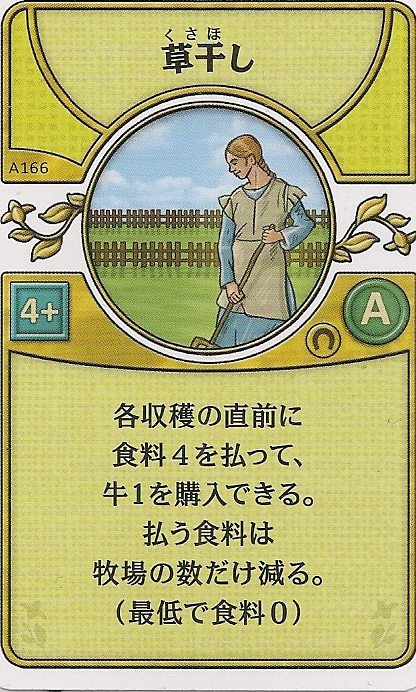 くさほ
草干し
A166
4+
A
各収穫の直前に
食料4を払って、
牛1を購入できる。
払う食料は
牧場の数だけ減る。
（最低で食料0）